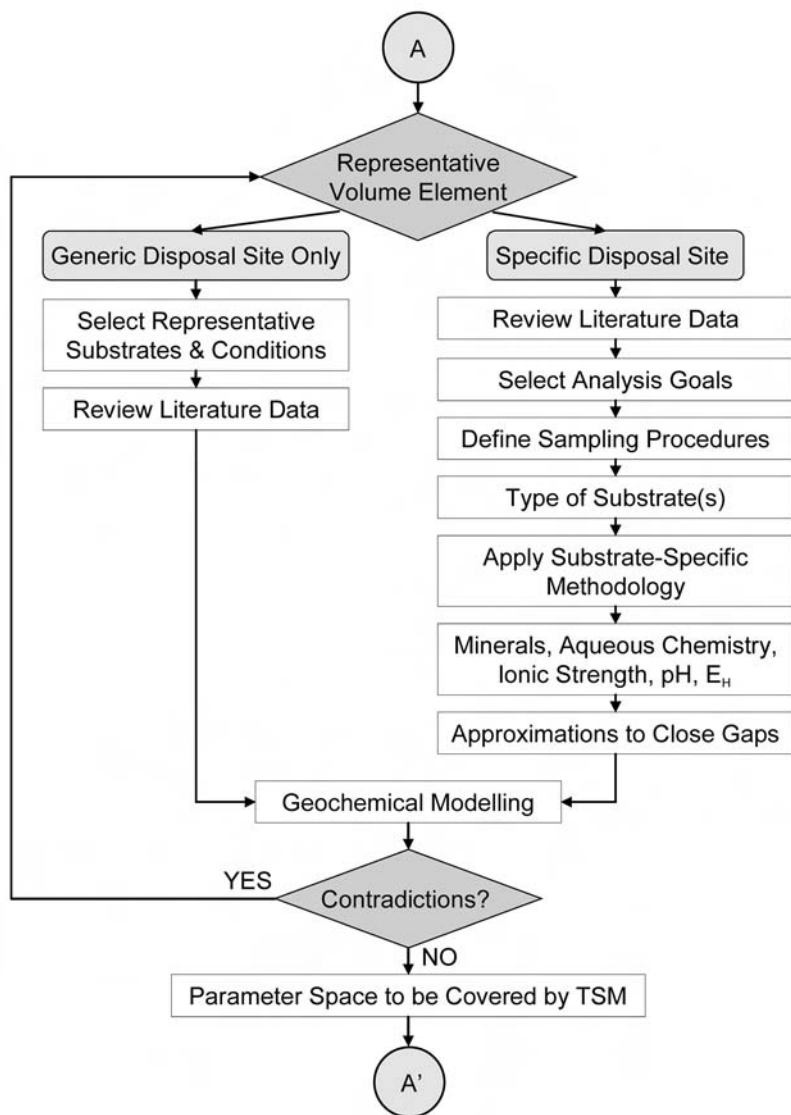 A
Representative
Volume Element
Generic Disposal Site Only
Select Representative
Substrates & Conditions
Review Literature Data
Specific Disposal Site
Review Literature Data
Select Analysis Goals
Define Sampling Procedures
Type of Substrate(s)
Apply Substrate-Specific
Methodology
Minerals, Aqueous Chemistry,
Ionic Strength, pH, EH
Approximations to Close Gaps
Geochemical Modelling
YES
Contradictions?
NO
Parameter Space to be Covered by TSM
A'